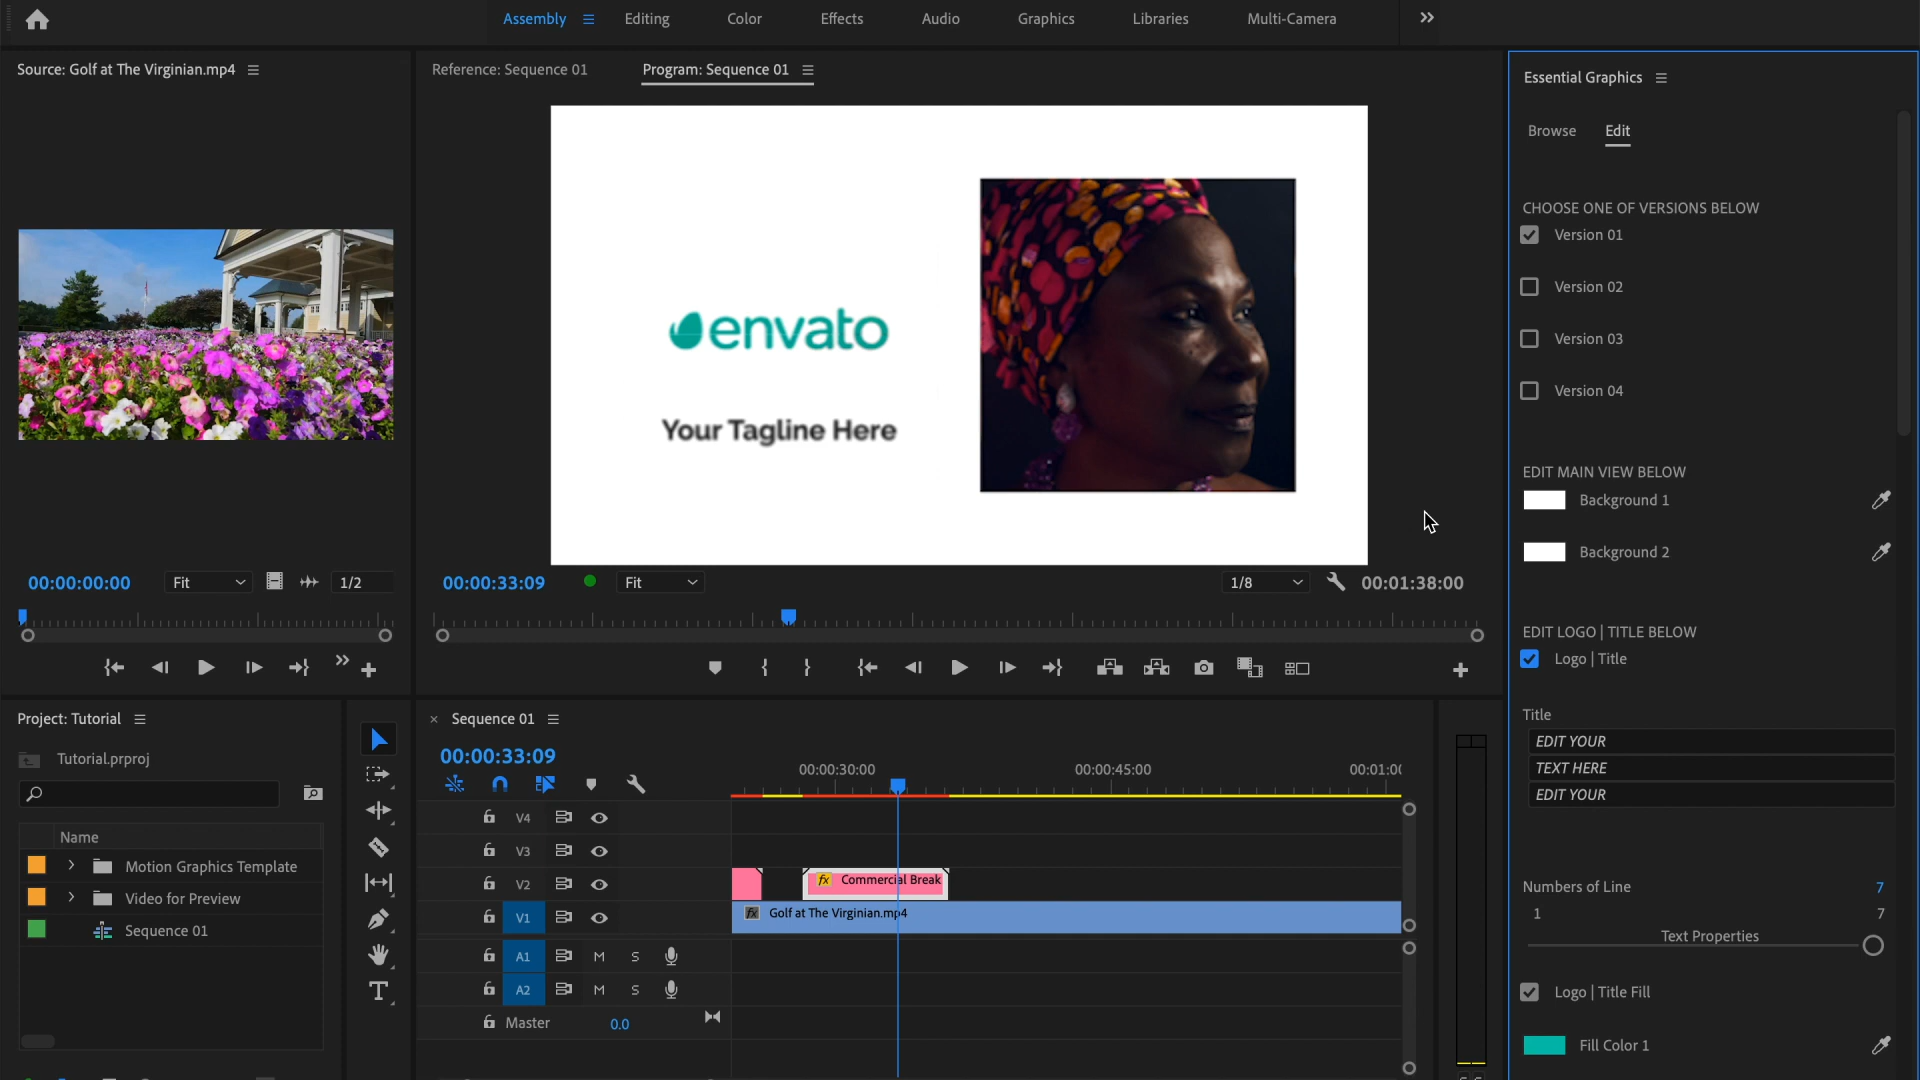 Assembly
Editing
Color
Effects
Audio
Graphics
Libraries
Multi-Camera
Source: Golf at The Virginian.mp4
Reference: Sequence 01
Program: Sequence 01
Essential Graphics
Browse
Edit
CHOOSE ONE OF VERSIONS BELOW
Version 01
Version 02
Version 03
Version 04
envato
Your Tagline Here
EDIT MAIN VIEW BELOW
Background 1
Background 2
00:00:00:00
Fit
1/2
00:00:33:09
Fit
1/8
00:01:38:00
EDIT LOGO | TITLE BELOW
Logo | Title
Title
EDIT YOUR
TEXT HERE
EDIT YOUR
Numbers of Line
7
1
7
Text Properties
Logo | Title Fill
Fill Color 1
Project: Tutorial
Tutorial.prproj
Name
Motion Graphics Template
Video for Preview
Sequence 01
Sequence 01
00:00:33:09
00:00:30:00
00:00:45:00
00:01:0
V4
V3
V2
fx Commercial Break
V1
fx Golf at The Virginian.mp4
A1 M S
A2 M S
Master 0.0